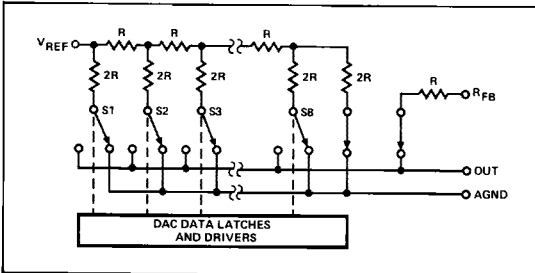 VREF R R R
2R 2R 2R 2R 2R R RFB
S1 S2 S3 S8
OUT
AGND
DAC DATA LATCHES
AND DRIVERS